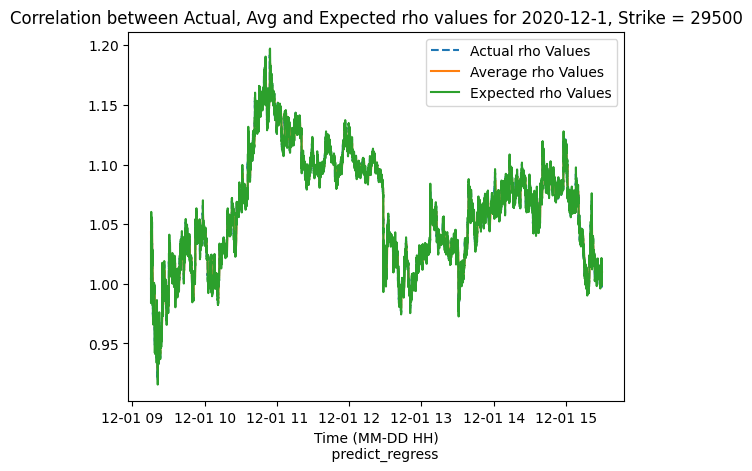 Correlation between Actual, Avg and Expected rho values for 2020-12-1, Strike = 29500
1.20
1.15
1.10
1.05
1.00
0.95
Actual rho Values
Average rho Values
Expected rho Values
12-01 09 12-01 10 12-01 11 12-01 12 12-01 13 12-01 14 12-01 15
Time (MM-DD HH)
predict_regress